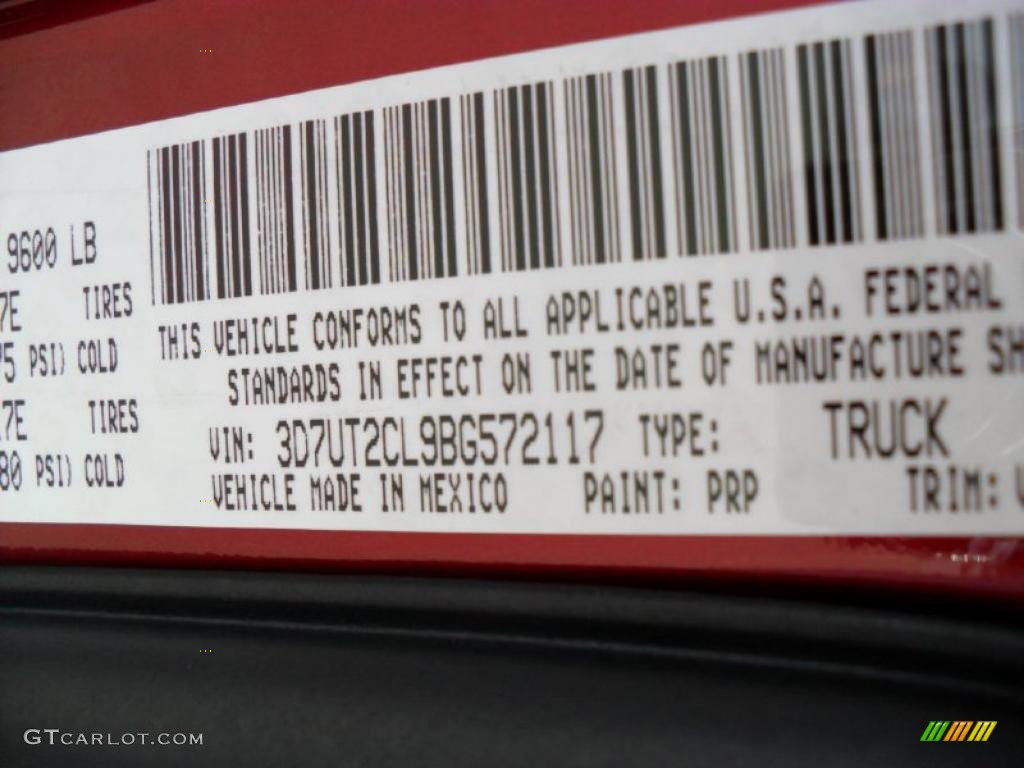 9600 LB
7E TIRES
75 PSI) COLD
7E TIRES
80 PSI) COLD
THIS VEHICLE CONFORMS TO ALL APPLICABLE U.S.A. FEDERAL
STANDARDS IN EFFECT ON THE DATE OF MANUFACTURE SH
VIN: 3D7UT2CL9BG572117 TYPE: TRUCK
VEHICLE MADE IN MEXICO PAINT: PRP TRIM:
GTCARLOT.COM